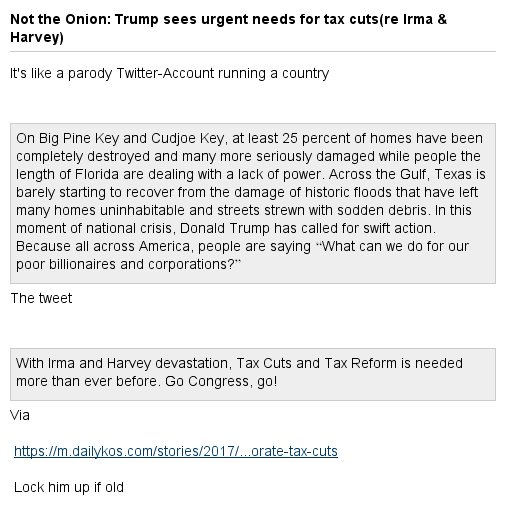 Not the Onion: Trump sees urgent needs for tax cuts(re Irma &
Harvey)
It's like a parody Twitter-Account running a country
On Big Pine Key and Cudjoe Key, at least 25 percent of homes have been
completely destroyed and many more seriously damaged while people the
length of Florida are dealing with a lack of power. Across the Gulf, Texas is
barely starting to recover from the damage of historic floods that have left
many homes uninhabitable and streets strewn with sodden debris. In this
moment of national crisis, Donald Trump has called for swift action.
Because all across America, people are saying “What can we do for our
poor billionaires and corporations?”
The tweet
With Irma and Harvey devastation, Tax Cuts and Tax Reform is needed
more than ever before. Go Congress, go!
Via
https://m.dailykos.com/stories/2017/...orate-tax-cuts
Lock him up if old